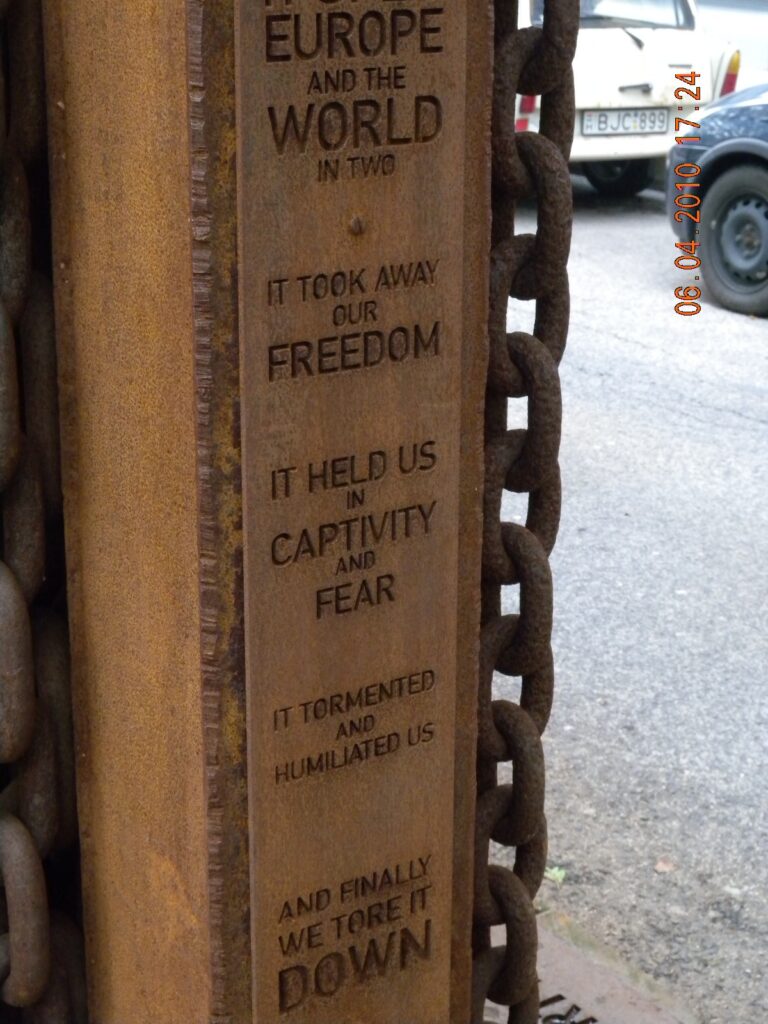 EUROPE
AND THE
WORLD
IN TWO
IT TOOK AWAY
OUR
FREEDOM
IT HELD US
IN
CAPTIVITY
AND
FEAR
IT TORMENTED
AND
HUMILIATED US
AND FINALLY
WE TORE IT
DOWN
BJC·899
06.04.2010 17:24